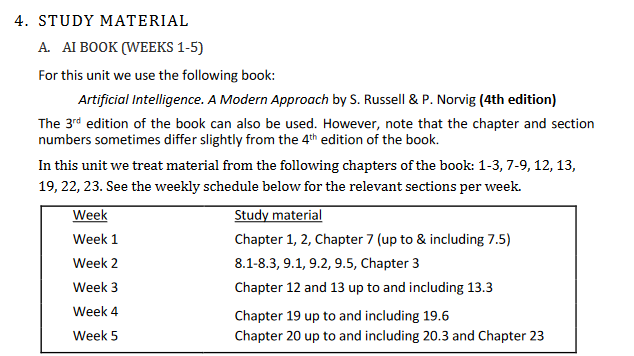 4. STUDY MATERIAL
A. AI BOOK (WEEKS 1-5)
For this unit we use the following book:
Artificial Intelligence. A Modern Approach by S. Russell & P. Norvig (4th edition)
The 3rd edition of the book can also be used. However, note that the chapter and section
numbers sometimes differ slightly from the 4th edition of the book.
In this unit we treat material from the following chapters of the book: 1-3, 7-9, 12, 13,
19, 22, 23. See the weekly schedule below for the relevant sections per week.
Week Study material
Week 1 Chapter 1, 2, Chapter 7 (up to & including 7.5)
Week 2 8.1-8.3, 9.1, 9.2, 9.5, Chapter 3
Week 3 Chapter 12 and 13 up to and including 13.3
Week 4 Chapter 19 up to and including 19.6
Week 5 Chapter 20 up to and including 20.3 and Chapter 23